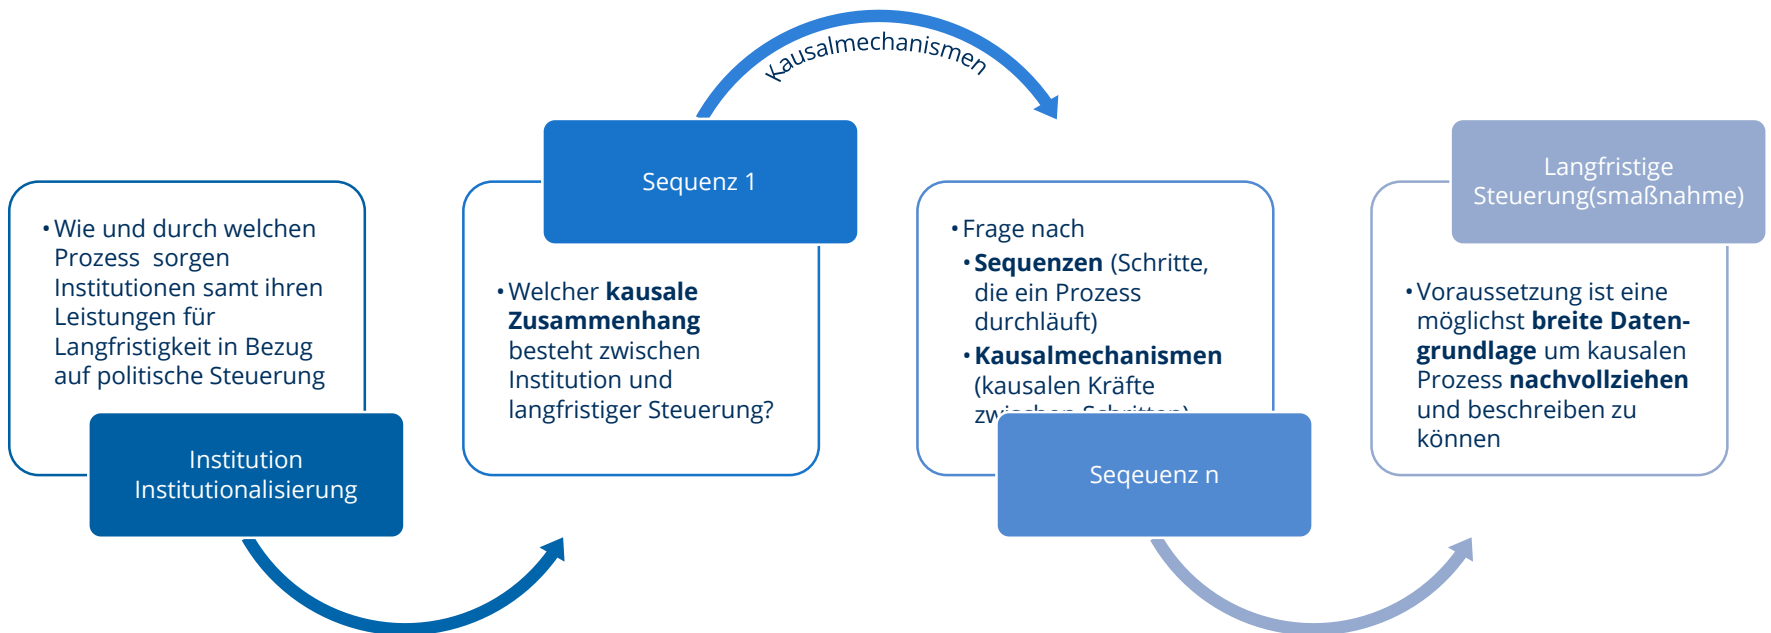 Kausalmechanismen
• Wie und durch welchen
Prozess sorgen
Institutionen samt ihren
Leistungen für
Langfristigkeit in Bezug
auf politische Steuerung
Institution
Institutionalisierung
Sequenz 1
• Welcher kausale
Zusammenhang
besteht zwischen
Institution und
langfristiger Steuerung?
• Frage nach
• Sequenzen (Schritte,
die ein Prozess
durchläuft)
• Kausalmechanismen
(kausalen Kräfte
zwischen Schritten)
Seqeuenz n
Langfristige
Steuerung(smaßnahme)
• Voraussetzung ist eine
möglichst breite Daten-
grundlage um kausalen
Prozess nachvollziehen
und beschreiben zu
können